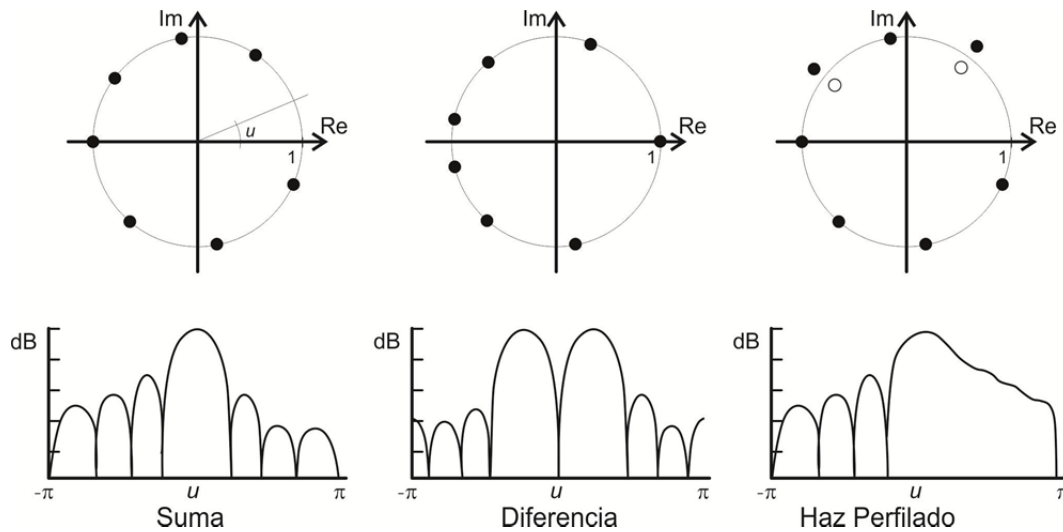 Im
Re
u
1
Im
Re
1
Im
Re
1
dB
-π
u
π
Suma
dB
-π
u
π
Diferencia
dB
-π
u
π
Haz Perfilado